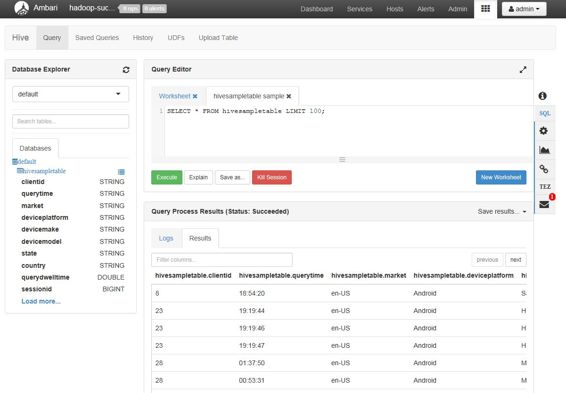 Ambari hadoop-suc... 0 ops 0 alerts Dashboard Services Hosts Alerts Admin admin
Hive Query Saved Queries History UDFs Upload Table
Database Explorer
default
Search tables...
Databases
default
hivesampletable
clientid STRING
querytime STRING
market STRING
deviceplatform STRING
devicemake STRING
devicemodel STRING
state STRING
country STRING
querydwelltime DOUBLE
sessionid BIGINT
Load more...
Query Editor
Worksheet hivesampletable sample
1 SELECT * FROM hivesampletable LIMIT 100;
Execute Explain Save as... Kill Session New Worksheet
Query Process Results (Status: Succeeded) Save results...
Logs Results
Filter columns... previous next
hivesampletable.clientid hivesampletable.querytime hivesampletable.market hivesampletable.deviceplatform
8 18:54:20 en-US Android
23 19:19:44 en-US Android H
23 19:19:46 en-US Android H
23 19:19:47 en-US Android H
28 01:37:50 en-US Android M
28 00:53:31 en-US Android M
SQL
TEZ
1